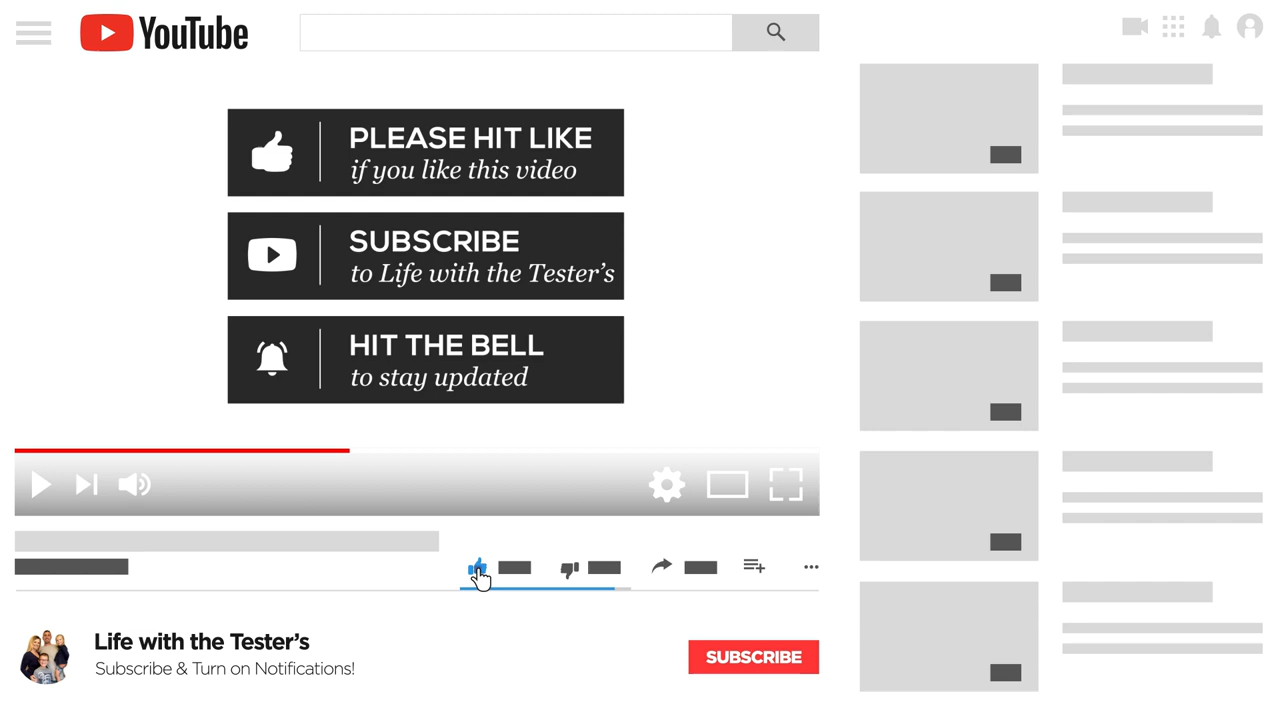 YouTube
PLEASE HIT LIKE
if you like this video
SUBSCRIBE
to Life with the Tester's
HIT THE BELL
to stay updated
Life with the Tester's
Subscribe & Turn on Notifications!
SUBSCRIBE